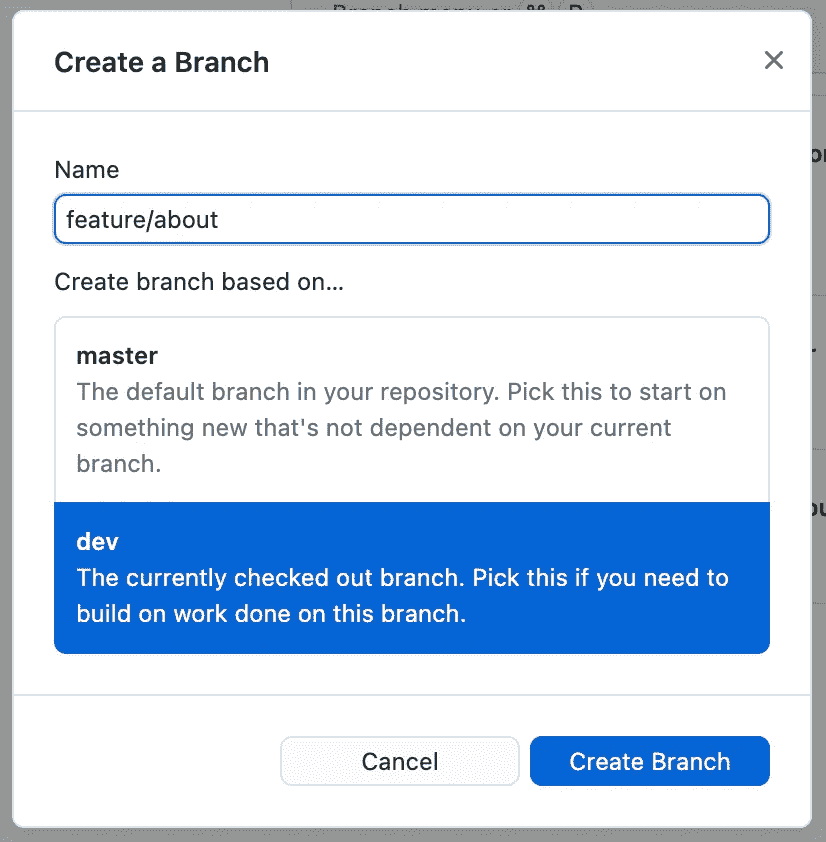 Create a Branch
Name
feature/about
Create branch based on...
master
The default branch in your repository. Pick this to start on
something new that's not dependent on your current
branch.
dev
The currently checked out branch. Pick this if you need to
build on work done on this branch.
Cancel
Create Branch